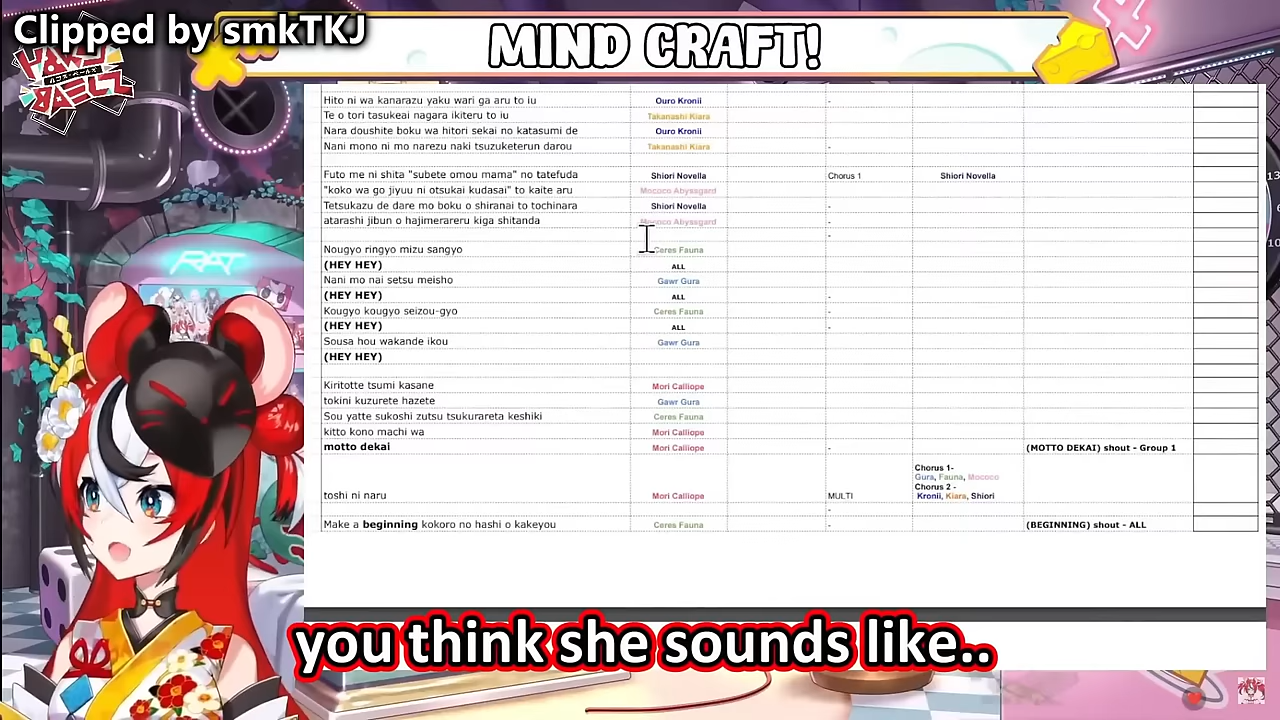 Clipped by smkTKJ
MIND CRAFT!
HAKOS
ハコス・ベールズ
BAELZ
Hito ni wa kanarazu yaku wari ga aru to iu Ouro Kronii -
Te o tori tasukeai nagara ikiteru to iu Takanashi Kiara
Nara doushite boku wa hitori sekai no katasumi de Ouro Kronii
Nani mono ni mo narezu naki tsuzuketerun darou Takanashi Kiara -
Futo me ni shita "subete omou mama" no tatefuda Shiori Novella Chorus 1 Shiori Novella
"koko wa go jiyuu ni otsukai kudasai" to kaite aru Mococo Abyssgard
Tetsukazu de dare mo boku o shiranai to tochinara Shiori Novella -
atarashi jibun o hajimerareru kiga shitanda Mococo Abyssgard -
-
Nougyo ringyo mizu sangyo Ceres Fauna
(HEY HEY) ALL
Nani mo nai setsu meisho Gawr Gura
(HEY HEY) ALL -
Kougyo kougyo seizou-gyo Ceres Fauna -
(HEY HEY) ALL -
Sousa hou wakande ikou Gawr Gura
(HEY HEY)
Kiritotte tsumi kasane Mori Calliope
tokini kuzurete hazete Gawr Gura
Sou yatte sukoshi zutsu tsukurareta keshiki Ceres Fauna
kitto kono machi wa Mori Calliope
motto dekai Mori Calliope - (MOTTO DEKAI) shout - Group 1
Chorus 1-
Gura, Fauna, Mococo
Chorus 2 -
toshi ni naru Mori Calliope MULTI Kronii, Kiara, Shiori
-
Make a beginning kokoro no hashi o kakeyou Ceres Fauna - (BEGINNING) shout - ALL
RAT
you think she sounds like..